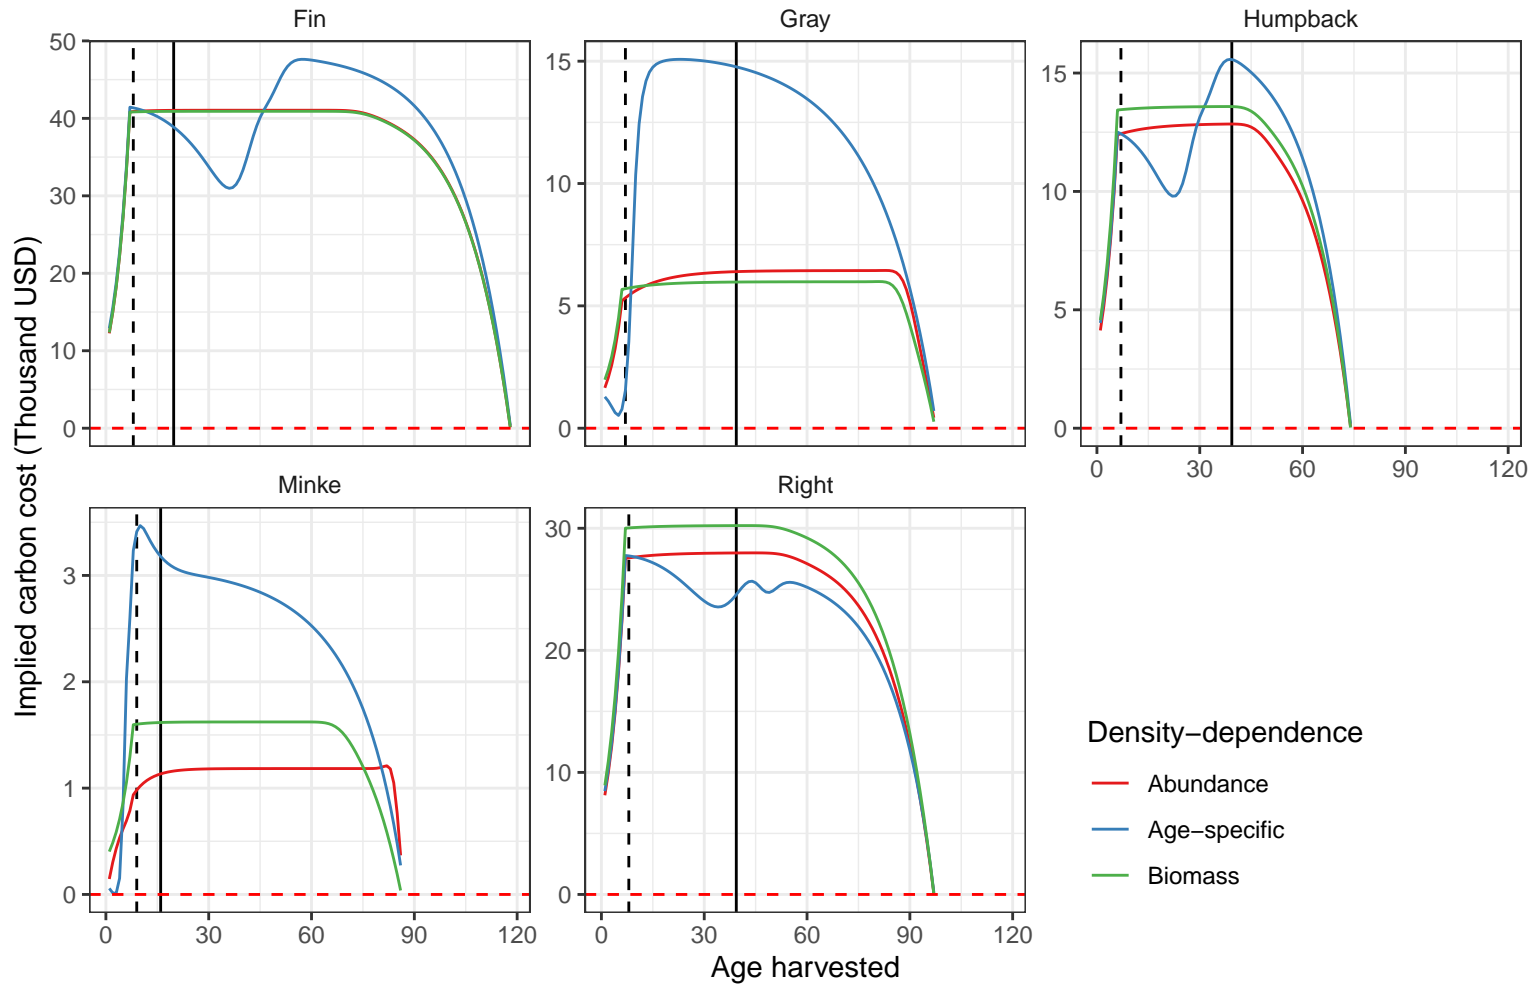 Fin
Gray
Humpback
50
40
30
20
10
0
15
10
5
0
15
10
5
0
0 30 60 90 120
Implied carbon cost (Thousand USD)
Minke
Right
3
2
1
0
30
20
10
0
0 30 60 90 120
0 30 60 90 120
Age harvested
Density−dependence
Abundance
Age−specific
Biomass